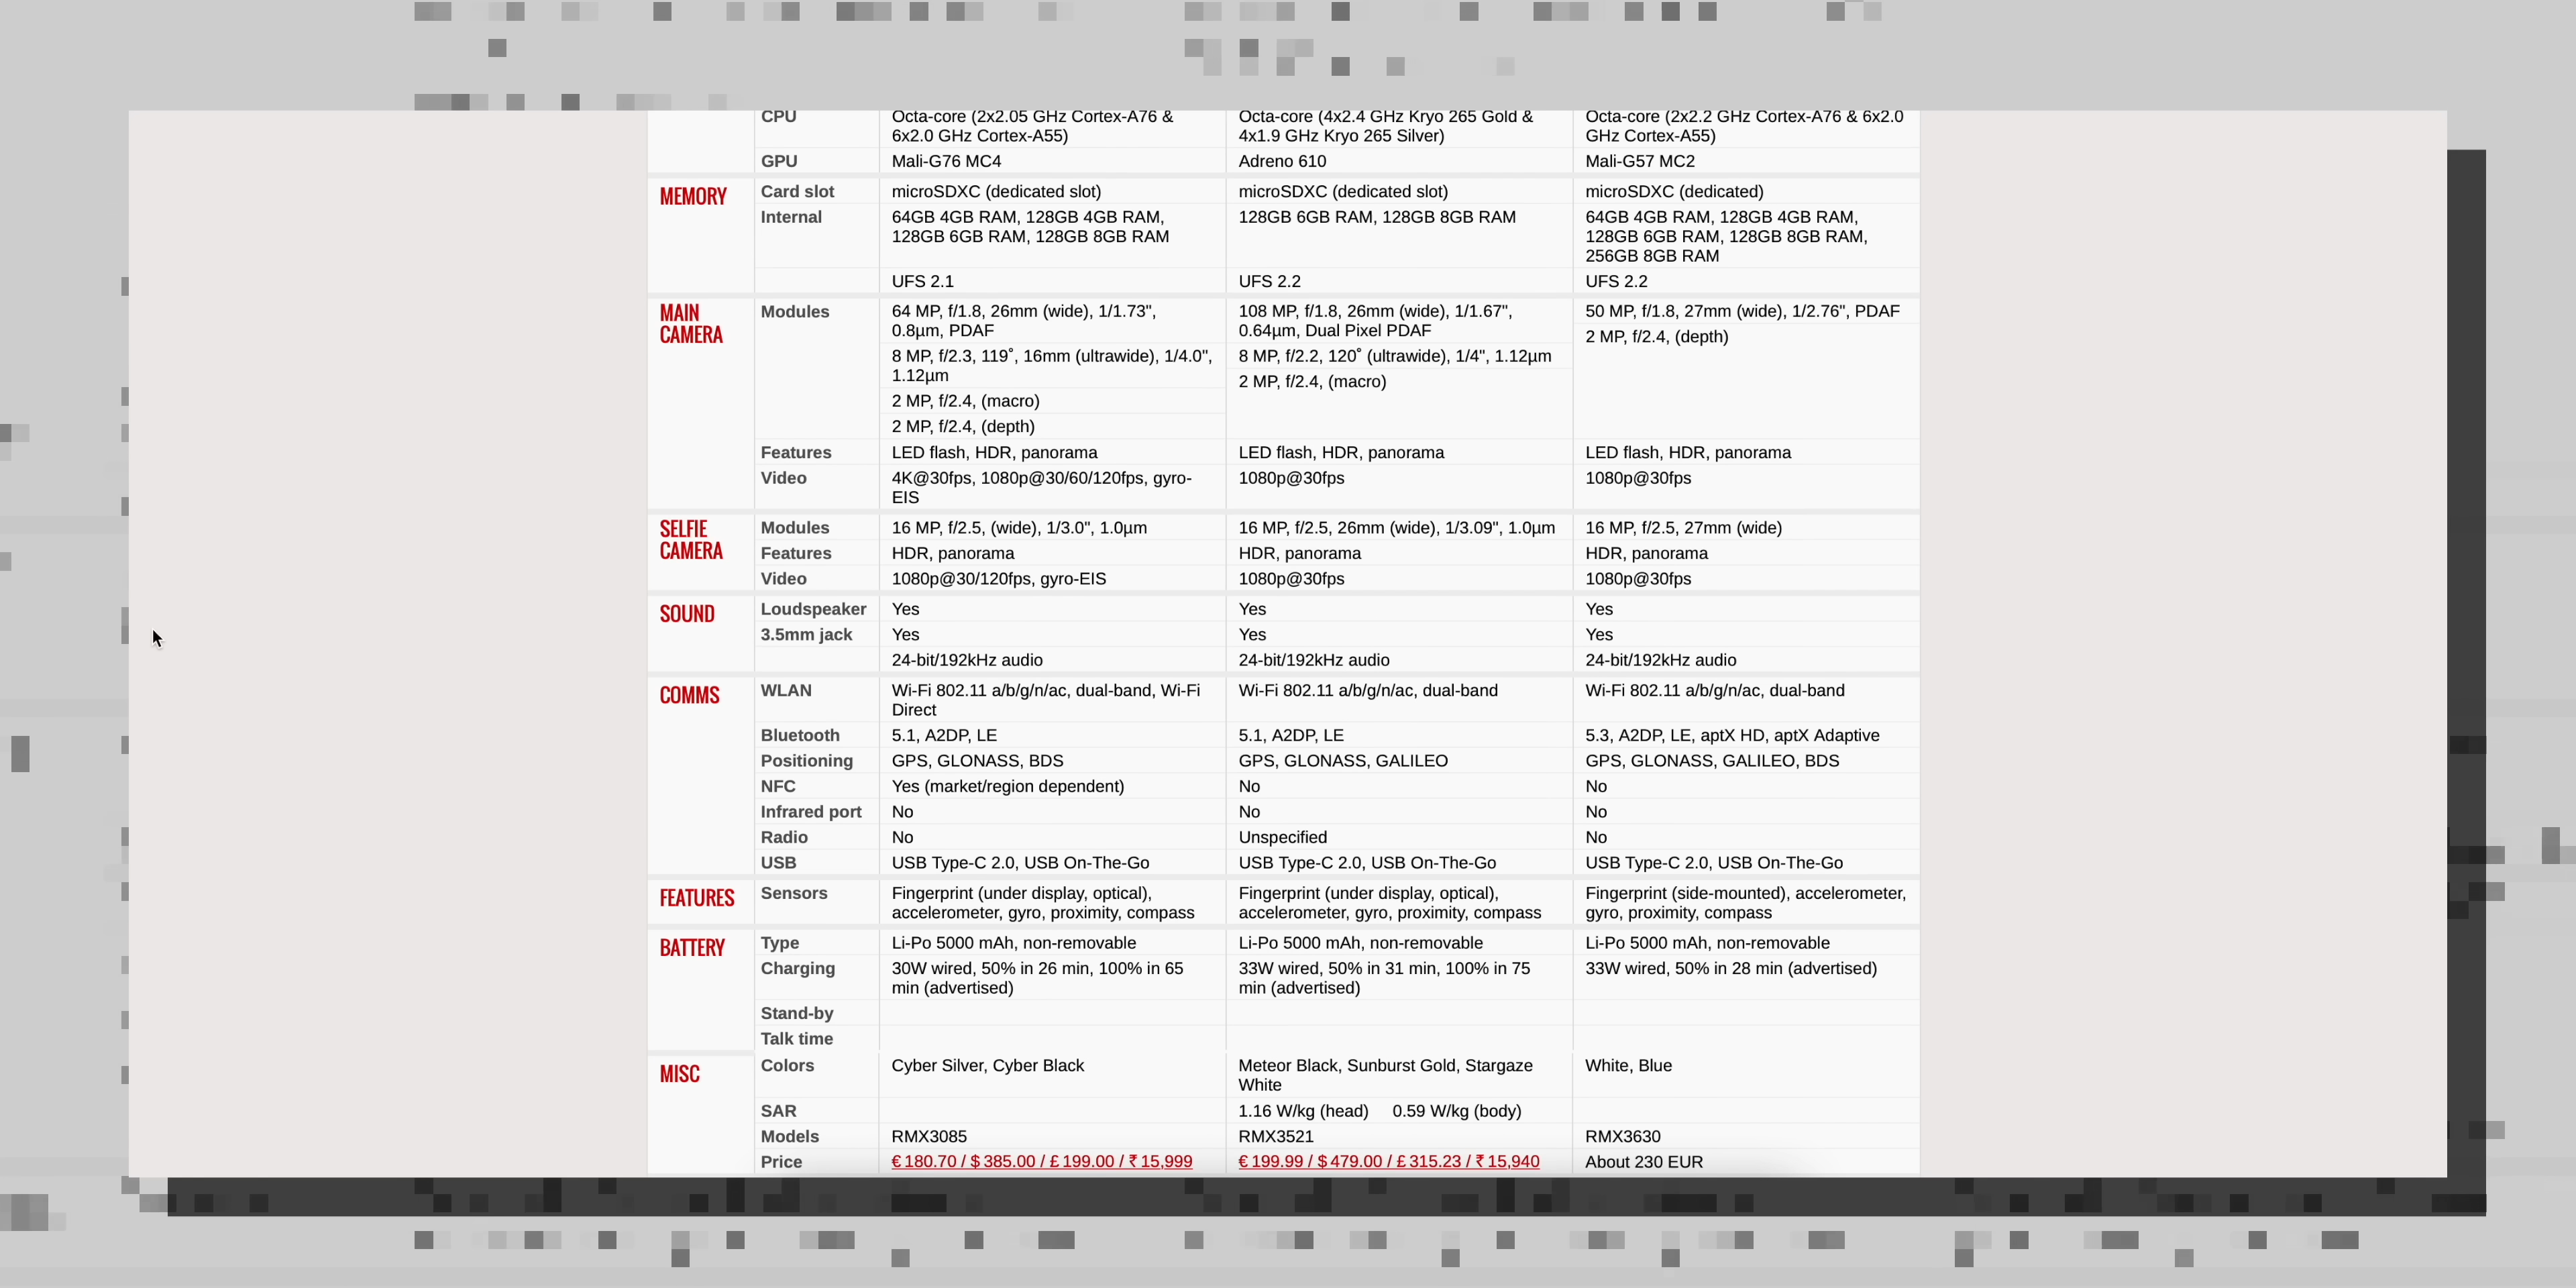 CPU Octa-core (2x2.05 GHz Cortex-A76 & Octa-core (4x2.4 GHz Kryo 265 Gold & Octa-core (2x2.2 GHz Cortex-A76 & 6x2.0
6x2.0 GHz Cortex-A55) 4x1.9 GHz Kryo 265 Silver) GHz Cortex-A55)
GPU Mali-G76 MC4 Adreno 610 Mali-G57 MC2
MEMORY Card slot microSDXC (dedicated slot) microSDXC (dedicated slot) microSDXC (dedicated)
Internal 64GB 4GB RAM, 128GB 4GB RAM, 128GB 6GB RAM, 128GB 8GB RAM 64GB 4GB RAM, 128GB 4GB RAM,
128GB 6GB RAM, 128GB 8GB RAM 128GB 6GB RAM, 128GB 8GB RAM,
256GB 8GB RAM
UFS 2.1 UFS 2.2 UFS 2.2
MAIN Modules 64 MP, f/1.8, 26mm (wide), 1/1.73", 108 MP, f/1.8, 26mm (wide), 1/1.67", 50 MP, f/1.8, 27mm (wide), 1/2.76", PDAF
CAMERA 0.8µm, PDAF 0.64µm, Dual Pixel PDAF 2 MP, f/2.4, (depth)
8 MP, f/2.3, 119˚, 16mm (ultrawide), 1/4.0", 8 MP, f/2.2, 120˚ (ultrawide), 1/4", 1.12µm
1.12µm 2 MP, f/2.4, (macro)
2 MP, f/2.4, (macro)
2 MP, f/2.4, (depth)
Features LED flash, HDR, panorama LED flash, HDR, panorama LED flash, HDR, panorama
Video 4K@30fps, 1080p@30/60/120fps, gyro- 1080p@30fps 1080p@30fps
EIS
SELFIE Modules 16 MP, f/2.5, (wide), 1/3.0", 1.0µm 16 MP, f/2.5, 26mm (wide), 1/3.09", 1.0µm 16 MP, f/2.5, 27mm (wide)
CAMERA Features HDR, panorama HDR, panorama HDR, panorama
Video 1080p@30/120fps, gyro-EIS 1080p@30fps 1080p@30fps
SOUND Loudspeaker Yes Yes Yes
3.5mm jack Yes Yes Yes
24-bit/192kHz audio 24-bit/192kHz audio 24-bit/192kHz audio
COMMS WLAN Wi-Fi 802.11 a/b/g/n/ac, dual-band, Wi-Fi Wi-Fi 802.11 a/b/g/n/ac, dual-band Wi-Fi 802.11 a/b/g/n/ac, dual-band
Direct
Bluetooth 5.1, A2DP, LE 5.1, A2DP, LE 5.3, A2DP, LE, aptX HD, aptX Adaptive
Positioning GPS, GLONASS, BDS GPS, GLONASS, GALILEO GPS, GLONASS, GALILEO, BDS
NFC Yes (market/region dependent) No No
Infrared port No No No
Radio No Unspecified No
USB USB Type-C 2.0, USB On-The-Go USB Type-C 2.0, USB On-The-Go USB Type-C 2.0, USB On-The-Go
FEATURES Sensors Fingerprint (under display, optical), Fingerprint (under display, optical), Fingerprint (side-mounted), accelerometer,
accelerometer, gyro, proximity, compass accelerometer, gyro, proximity, compass gyro, proximity, compass
BATTERY Type Li-Po 5000 mAh, non-removable Li-Po 5000 mAh, non-removable Li-Po 5000 mAh, non-removable
Charging 30W wired, 50% in 26 min, 100% in 65 33W wired, 50% in 31 min, 100% in 75 33W wired, 50% in 28 min (advertised)
min (advertised) min (advertised)
Stand-by
Talk time
MISC Colors Cyber Silver, Cyber Black Meteor Black, Sunburst Gold, Stargaze White, Blue
White
SAR 1.16 W/kg (head) 0.59 W/kg (body)
Models RMX3085 RMX3521 RMX3630
Price € 180.70 / $ 385.00 / £ 199.00 / ₹ 15,999 € 199.99 / $ 479.00 / £ 315.23 / ₹ 15,940 About 230 EUR